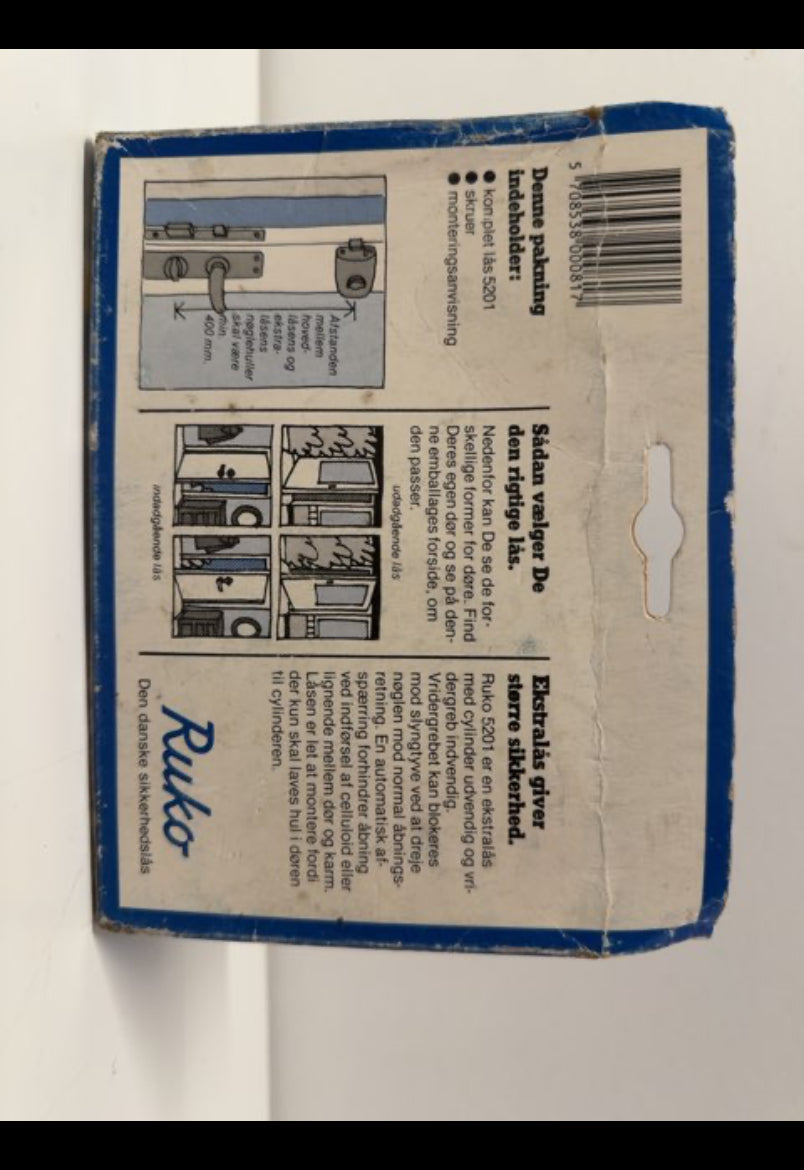 5 708538 000817
Denne pakning
indeholder:
● komplet lås 5201
● skruer
● monteringsanvisning
Afstanden
mellem
hoved-
låsens og
ekstra-
låsens
nøglehuller
skal være
min.
400 mm.
Sådan vælger De
den rigtige lås.
Nedenfor kan De se de for-
skellige former for døre. Find
Deres egen dør og se på den-
ne emballages forside, om
den passer.
udadgående lås
indadgående lås
Ekstralås giver
større sikkerhed.
Ruko 5201 er en ekstralås
med cylinder udvendig og vri-
dergreb indvendig.
Vridergrebet kan blokeres
mod slyngtyve ved at dreje
nøglen mod normal åbnings-
retning. En automatisk af-
spærring forhindrer åbning
ved indførsel af celluloid eller
lignende mellem dør og karm.
Låsen er let at montere fordi
der kun skal laves hul i døren
til cylinderen.
Ruko
Den danske sikkerhedslås